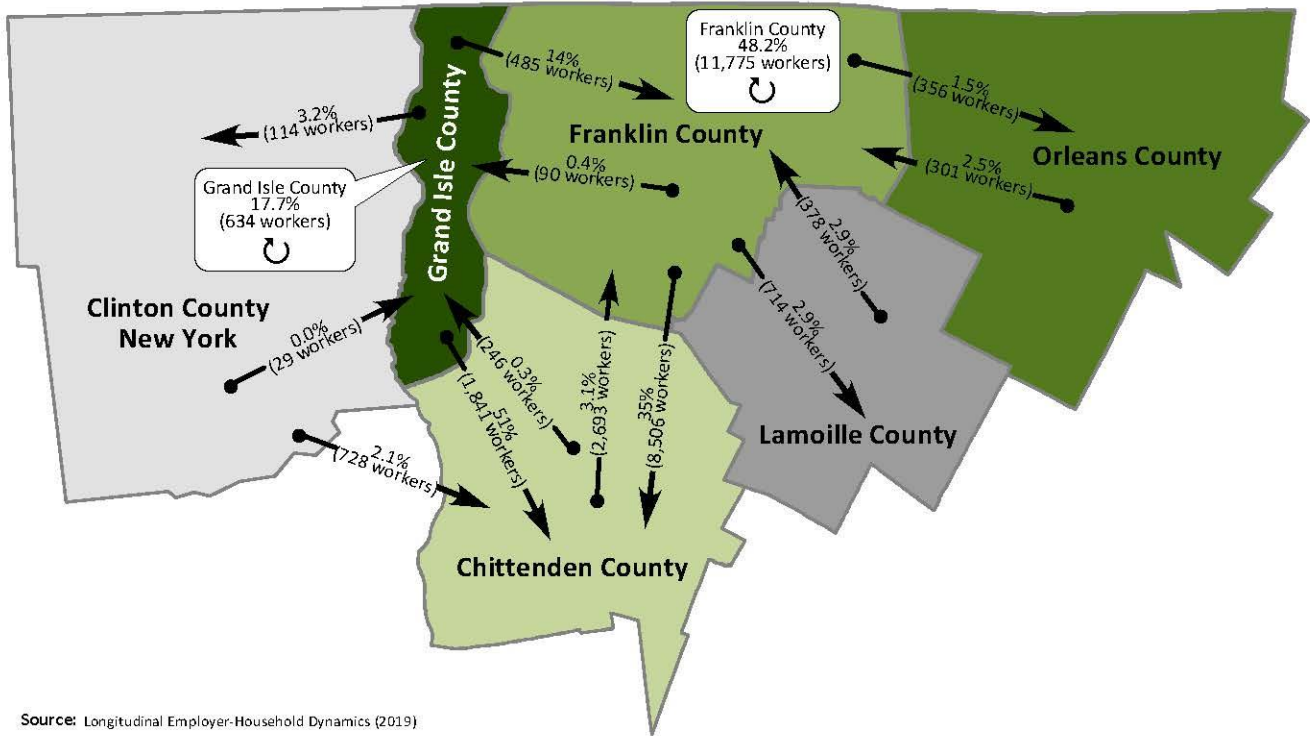 Franklin County
48.2%
(11,775 workers)
14%
(485 workers)
1.5%
(356 workers)
3.2%
(114 workers)
Franklin County
Orleans County
0.4%
(90 workers)
2.5%
(301 workers)
Grand Isle County
17.7%
(634 workers)
Grand Isle County
2.9%
(378 workers)
2.9%
(714 workers)
Clinton County
New York
0.0%
(29 workers)
0.3%
(246 workers)
51%
(1,841 workers)
3.1%
(2,693 workers)
35%
(8,506 workers)
Lamoille County
2.1%
(728 workers)
Chittenden County
Source: Longitudinal Employer-Household Dynamics (2019)